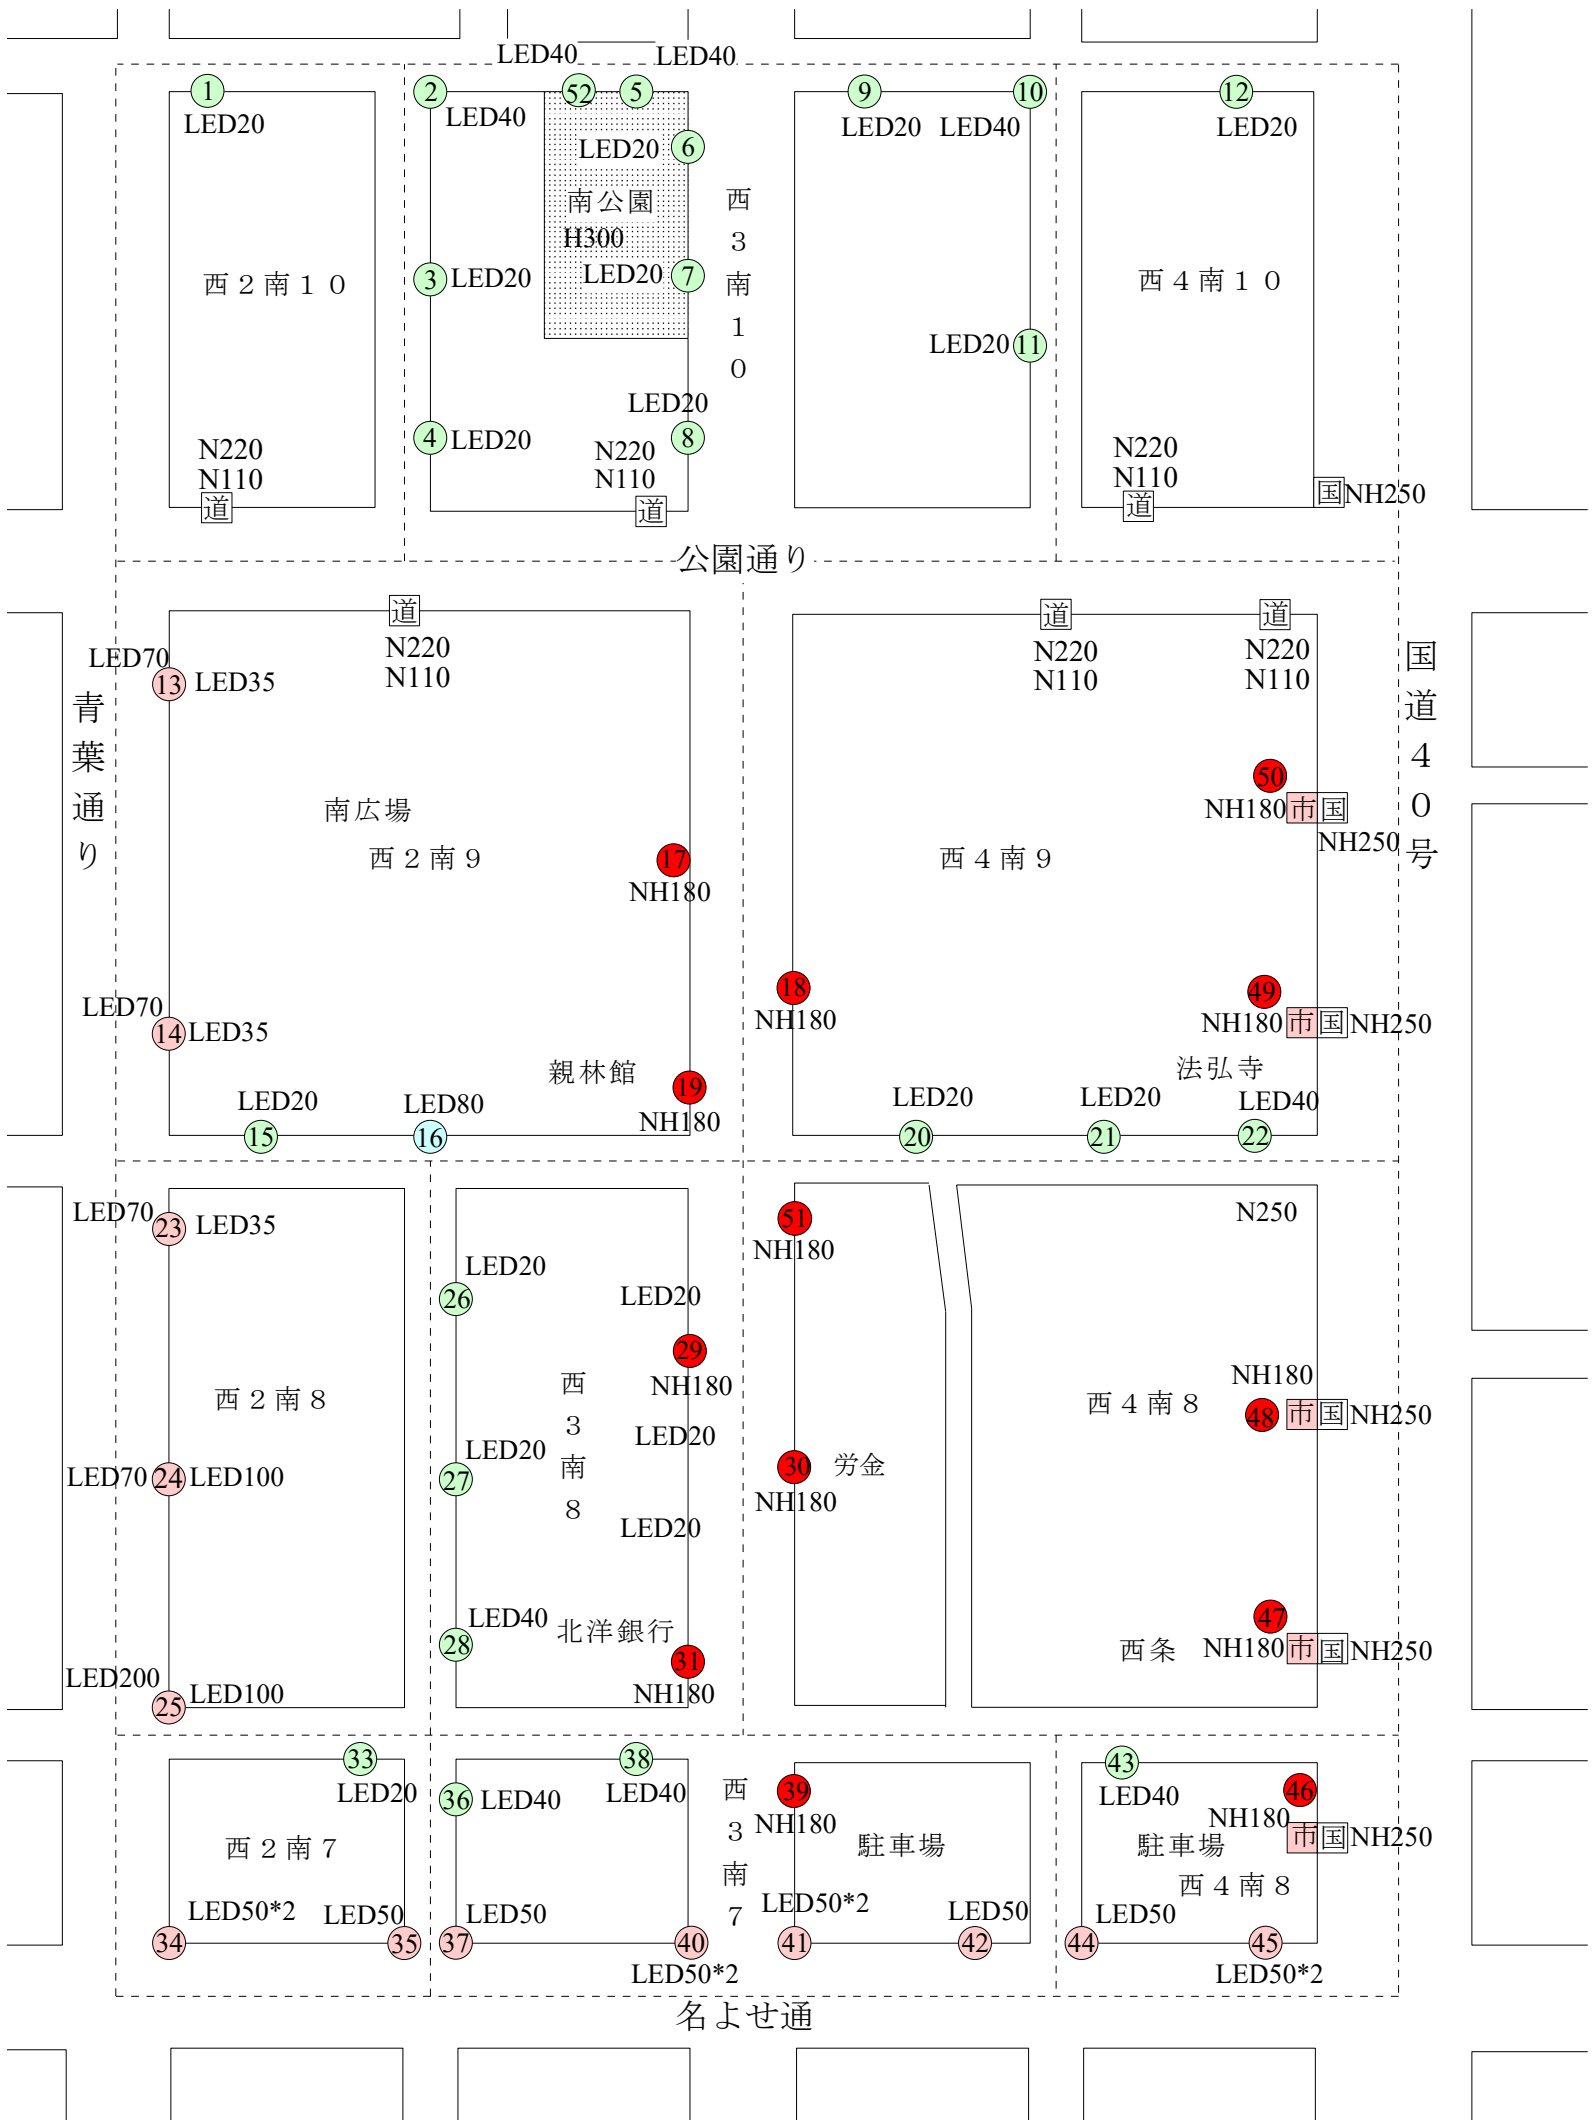 LED40
LED40
1
2
52
5
9
10
12
LED20
LED40
LED20
LED40
LED20
LED20
6
南公園
H300
西3南10
西2南10
3
LED20
LED20
7
西4南10
LED20
11
LED20
4
LED20
8
N220
N110
道
N220
N110
道
N220
N110
道
国
NH250
公園通り
道
N220
N110
道
N220
N110
道
N220
N110
LED70
13
LED35
青葉通り
国道40号
50
NH180
市
国
NH250
南広場
西2南9
17
NH180
西4南9
18
NH180
49
NH180
市
国
NH250
LED70
14
LED35
親林館
19
NH180
法弘寺
LED20
15
LED80
16
LED20
20
LED20
21
LED40
22
LED70
23
LED35
51
NH180
N250
LED20
26
LED20
29
NH180
西2南8
西3南8
LED20
NH180
48
市
国
NH250
西4南8
LED20
27
LED70
24
LED100
30
NH180
労金
LED20
LED40
28
北洋銀行
31
NH180
西条
47
NH180
市
国
NH250
LED200
25
LED100
33
LED20
36
LED40
38
LED40
西3南7
39
NH180
駐車場
43
LED40
46
NH180
市
国
NH250
駐車場
西4南8
西2南7
LED50*2
34
LED50
35
LED50
37
40
LED50*2
LED50*2
41
LED50
42
LED50
44
45
LED50*2
名よせ通